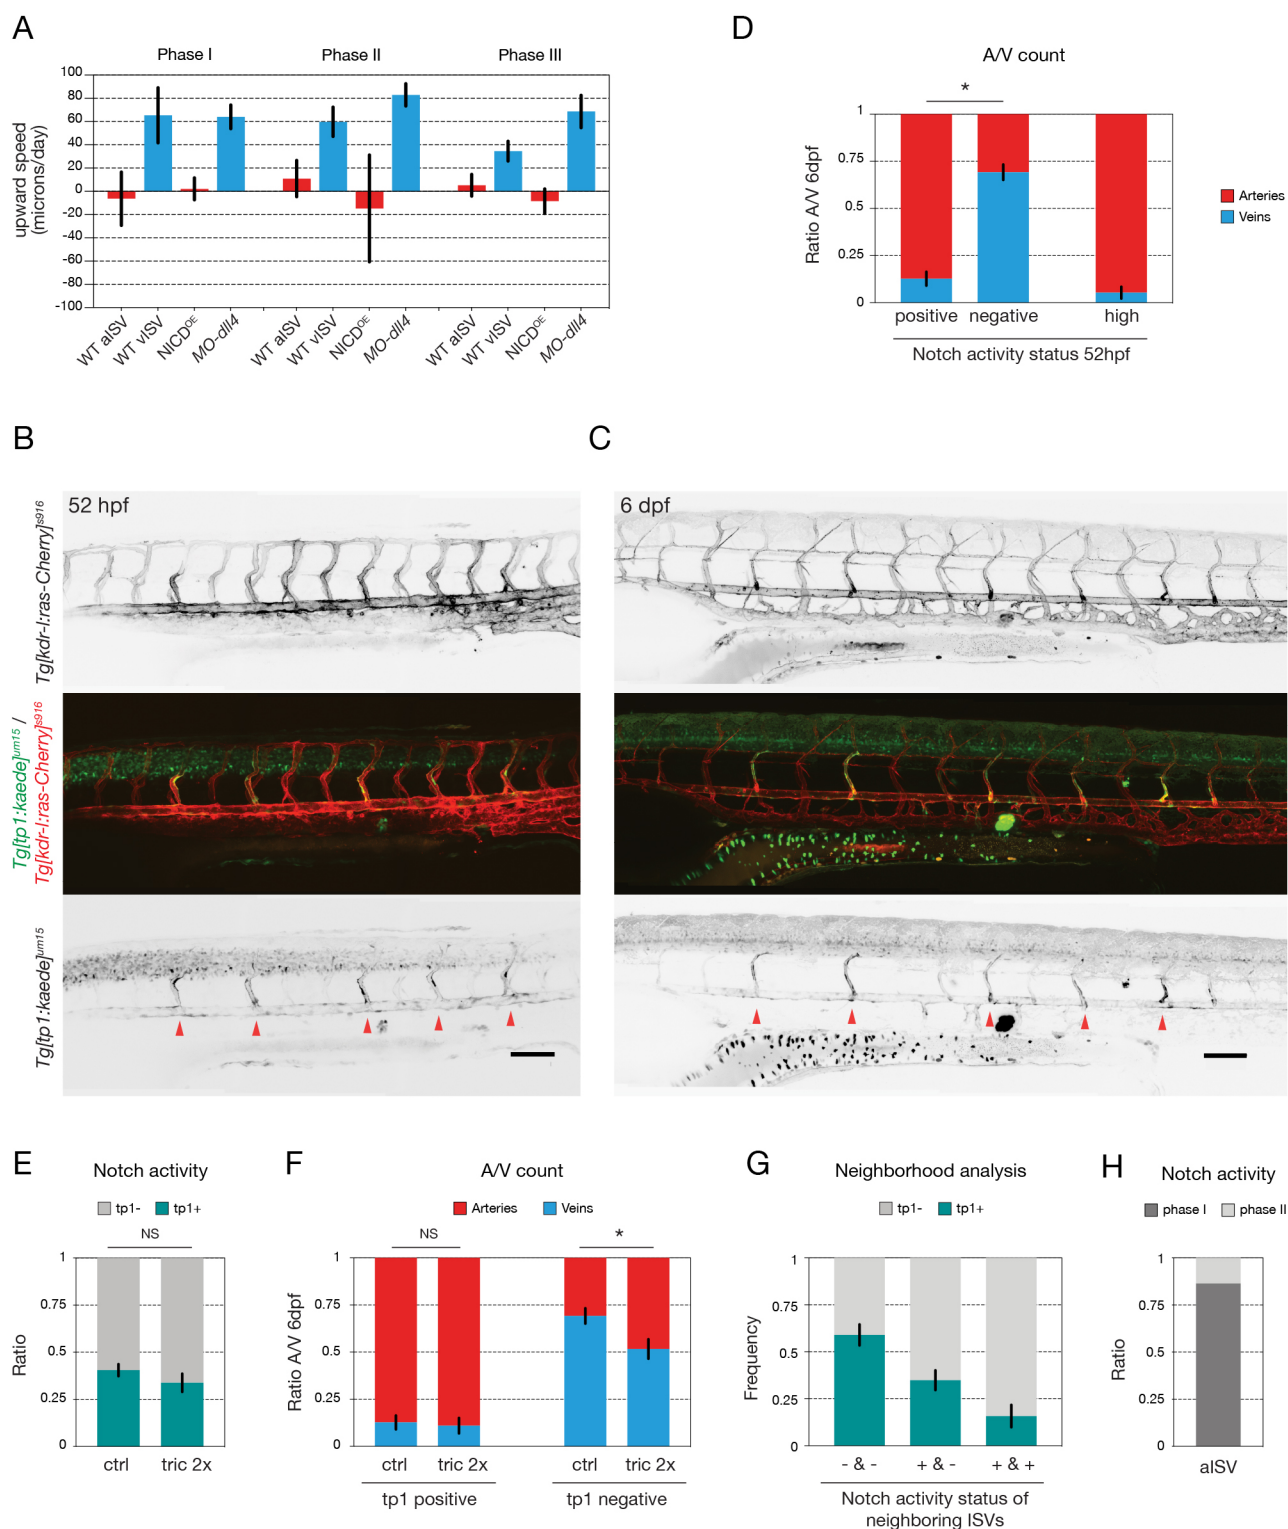 A
Phase I
Phase II
Phase III
upward speed
(microns/day)
100
80
60
40
20
0
-20
-40
-60
-80
-100
WT aISV
WT vISV
NICDOE
MO-dll4
WT aISV
WT vISV
NICDOE
MO-dll4
WT aISV
WT vISV
NICDOE
MO-dll4
D
A/V count
*
Ratio A/V 6dpf
1
0.75
0.5
0.25
0
positive
negative
high
Notch activity status 52hpf
Arteries
Veins
B
52 hpf
Tg[kdr-l:ras-Cherry]s916
Tg[tp1:kaede]um15 /
Tg[kdr-l:ras-Cherry]s916
Tg[tp1:kaede]um15
C
6 dpf
E
Notch activity
tp1-
tp1+
NS
Ratio
1
0.75
0.5
0.25
0
ctrl
tric 2x
F
A/V count
Arteries
Veins
NS
*
Ratio A/V 6dpf
1
0.75
0.5
0.25
0
ctrl
tric 2x
ctrl
tric 2x
tp1 positive
tp1 negative
G
Neighborhood analysis
tp1-
tp1+
Frequency
1
0.75
0.5
0.25
0
- & -
+ & -
+ & +
Notch activity status of
neighboring ISVs
H
Notch activity
phase I
phase II
Ratio
1
0.75
0.5
0.25
0
aISV